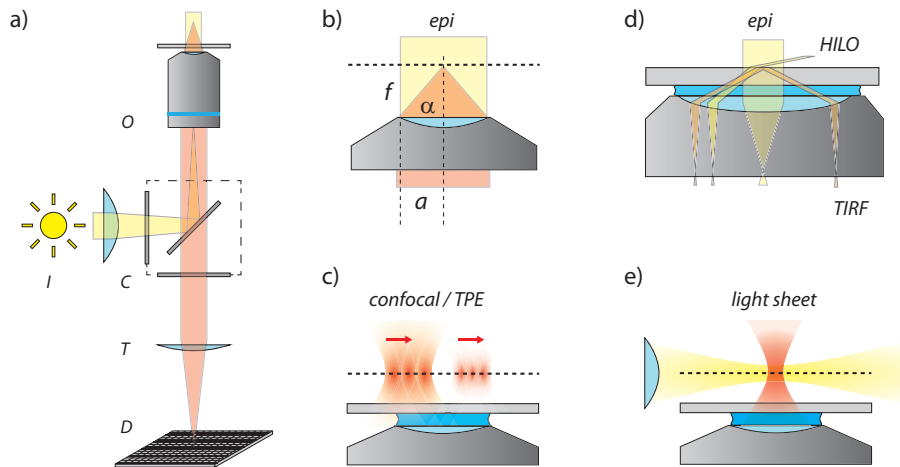 a)
O
I
C
T
D
b)
epi
f
α
a
c)
confocal / TPE
d)
epi
HILO
TIRF
e)
light sheet